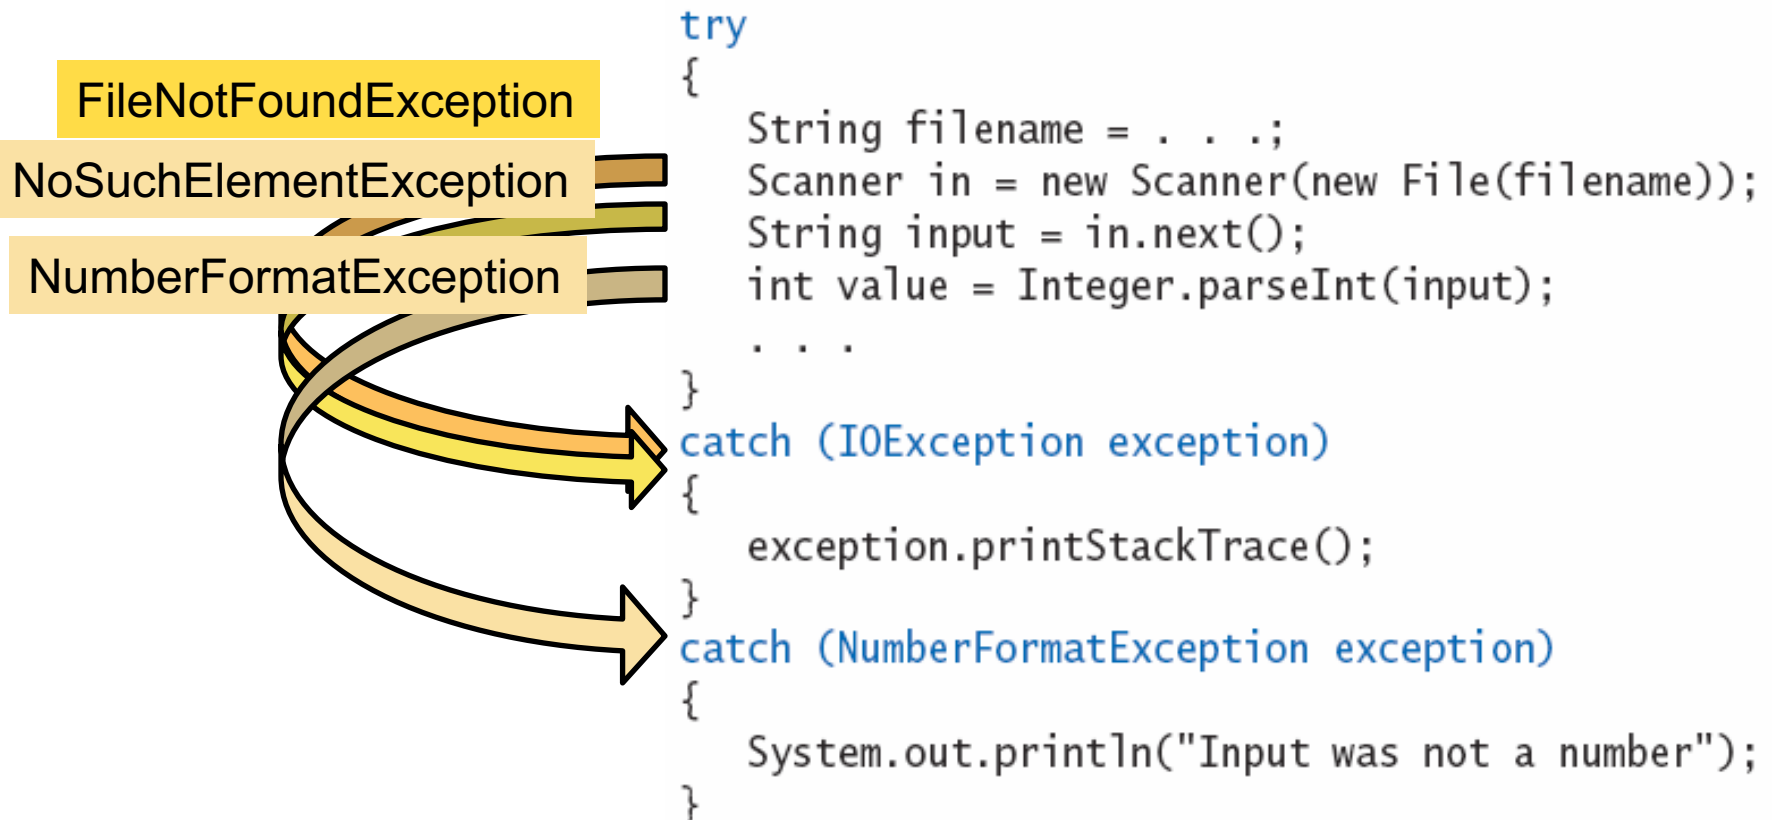 FileNotFoundException
NoSuchElementException
NumberFormatException
try
{
String filename = . . .;
Scanner in = new Scanner(new File(filename));
String input = in.next();
int value = Integer.parseInt(input);
. . .
}
catch (IOException exception)
{
exception.printStackTrace();
}
catch (NumberFormatException exception)
{
System.out.println("Input was not a number");
}